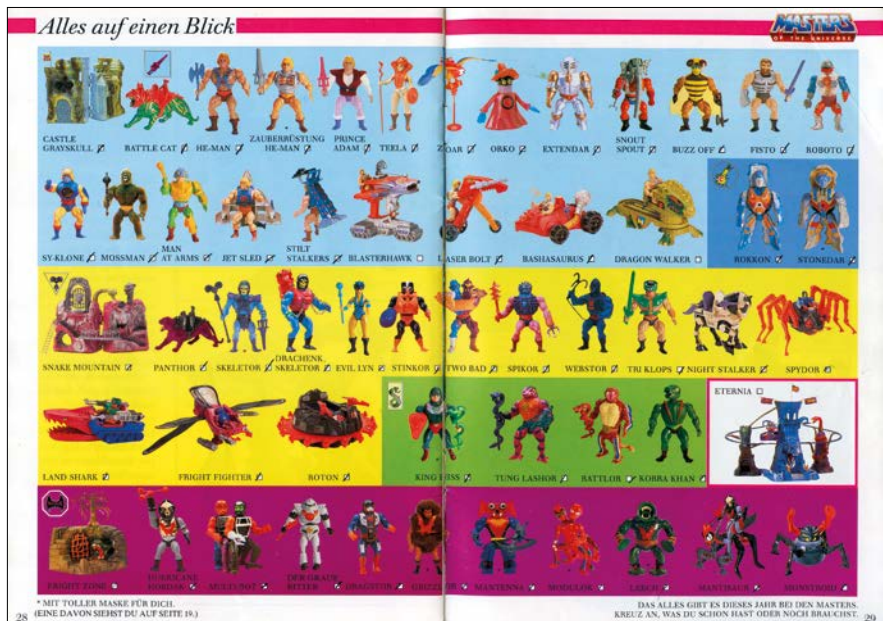 Alles auf einen Blick
MASTERS
OF THE UNIVERSE
CASTLE
GRAYSKULL
BATTLE CAT
HE-MAN
ZAUBERRÜSTUNG
HE-MAN
PRINCE
ADAM
TEELA
ZOAR
ORKO
EXTENDAR
SNOUT
SPOUT
BUZZ OFF
FISTO
ROBOTO
SY-KLONE
MOSSMAN
MAN
AT ARMS
JET SLED
STILT
STALKERS
BLASTERHAWK
LASER BOLT
BASHASAURUS
DRAGON WALKER
ROKKON
STONEDAR
SNAKE MOUNTAIN
PANTHOR
SKELETOR
DRACHENK.
SKELETOR
EVIL LYN
STINKOR
TWO BAD
SPIKOR
WEBSTOR
TRI KLOPS
NIGHT STALKER
SPYDOR
LAND SHARK
FRIGHT FIGHTER
ROTON
KING HISS
TUNG LASHOR
RATTLOR
KOBRA KHAN
ETERNIA
FRIGHT ZONE
HURRICANE
HORDAK
MULTI-BOT
DER GRAUE
RITTER
DRAGSTOR
GRIZZLOR
MANTENNA
MODULOK
LEECH
MANTISAUR
MONSTROID
* MIT TOLLER MASKE FÜR DICH.
(EINE DAVON SIEHST DU AUF SEITE 19.)
28
DAS ALLES GIBT ES DIESES JAHR BEI DEN MASTERS.
KREUZ AN, WAS DU SCHON HAST ODER NOCH BRAUCHST.
29